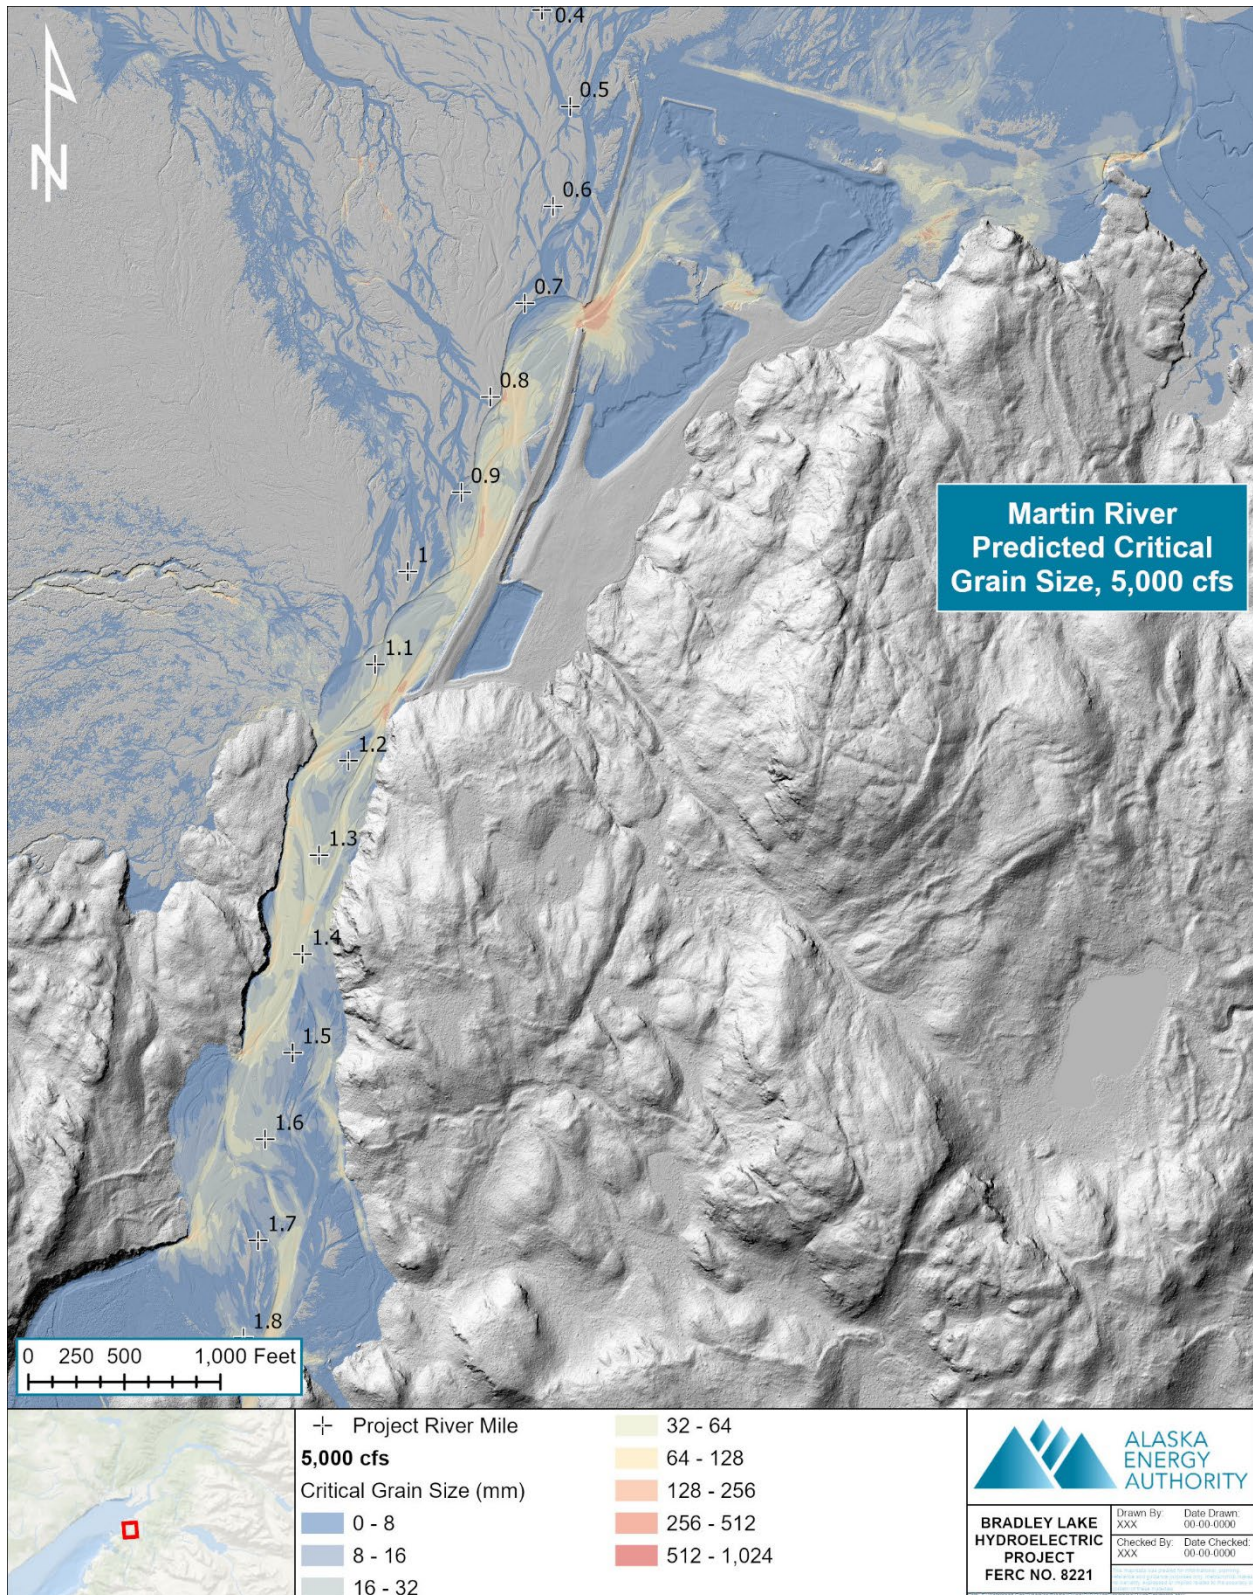 N
0.4
0.5
0.6
0.7
0.8
0.9
1
1.1
1.2
1.3
1.4
1.5
1.6
1.7
1.8
Martin River
Predicted Critical
Grain Size, 5,000 cfs
0 250 500 1,000 Feet
Project River Mile
5,000 cfs
Critical Grain Size (mm)
0 - 8
8 - 16
16 - 32
32 - 64
64 - 128
128 - 256
256 - 512
512 - 1,024
ALASKA
ENERGY
AUTHORITY
BRADLEY LAKE
HYDROELECTRIC
PROJECT
FERC NO. 8221
Drawn By: Date Drawn:
XXX 00-00-0000
Checked By: Date Checked:
XXX 00-00-0000